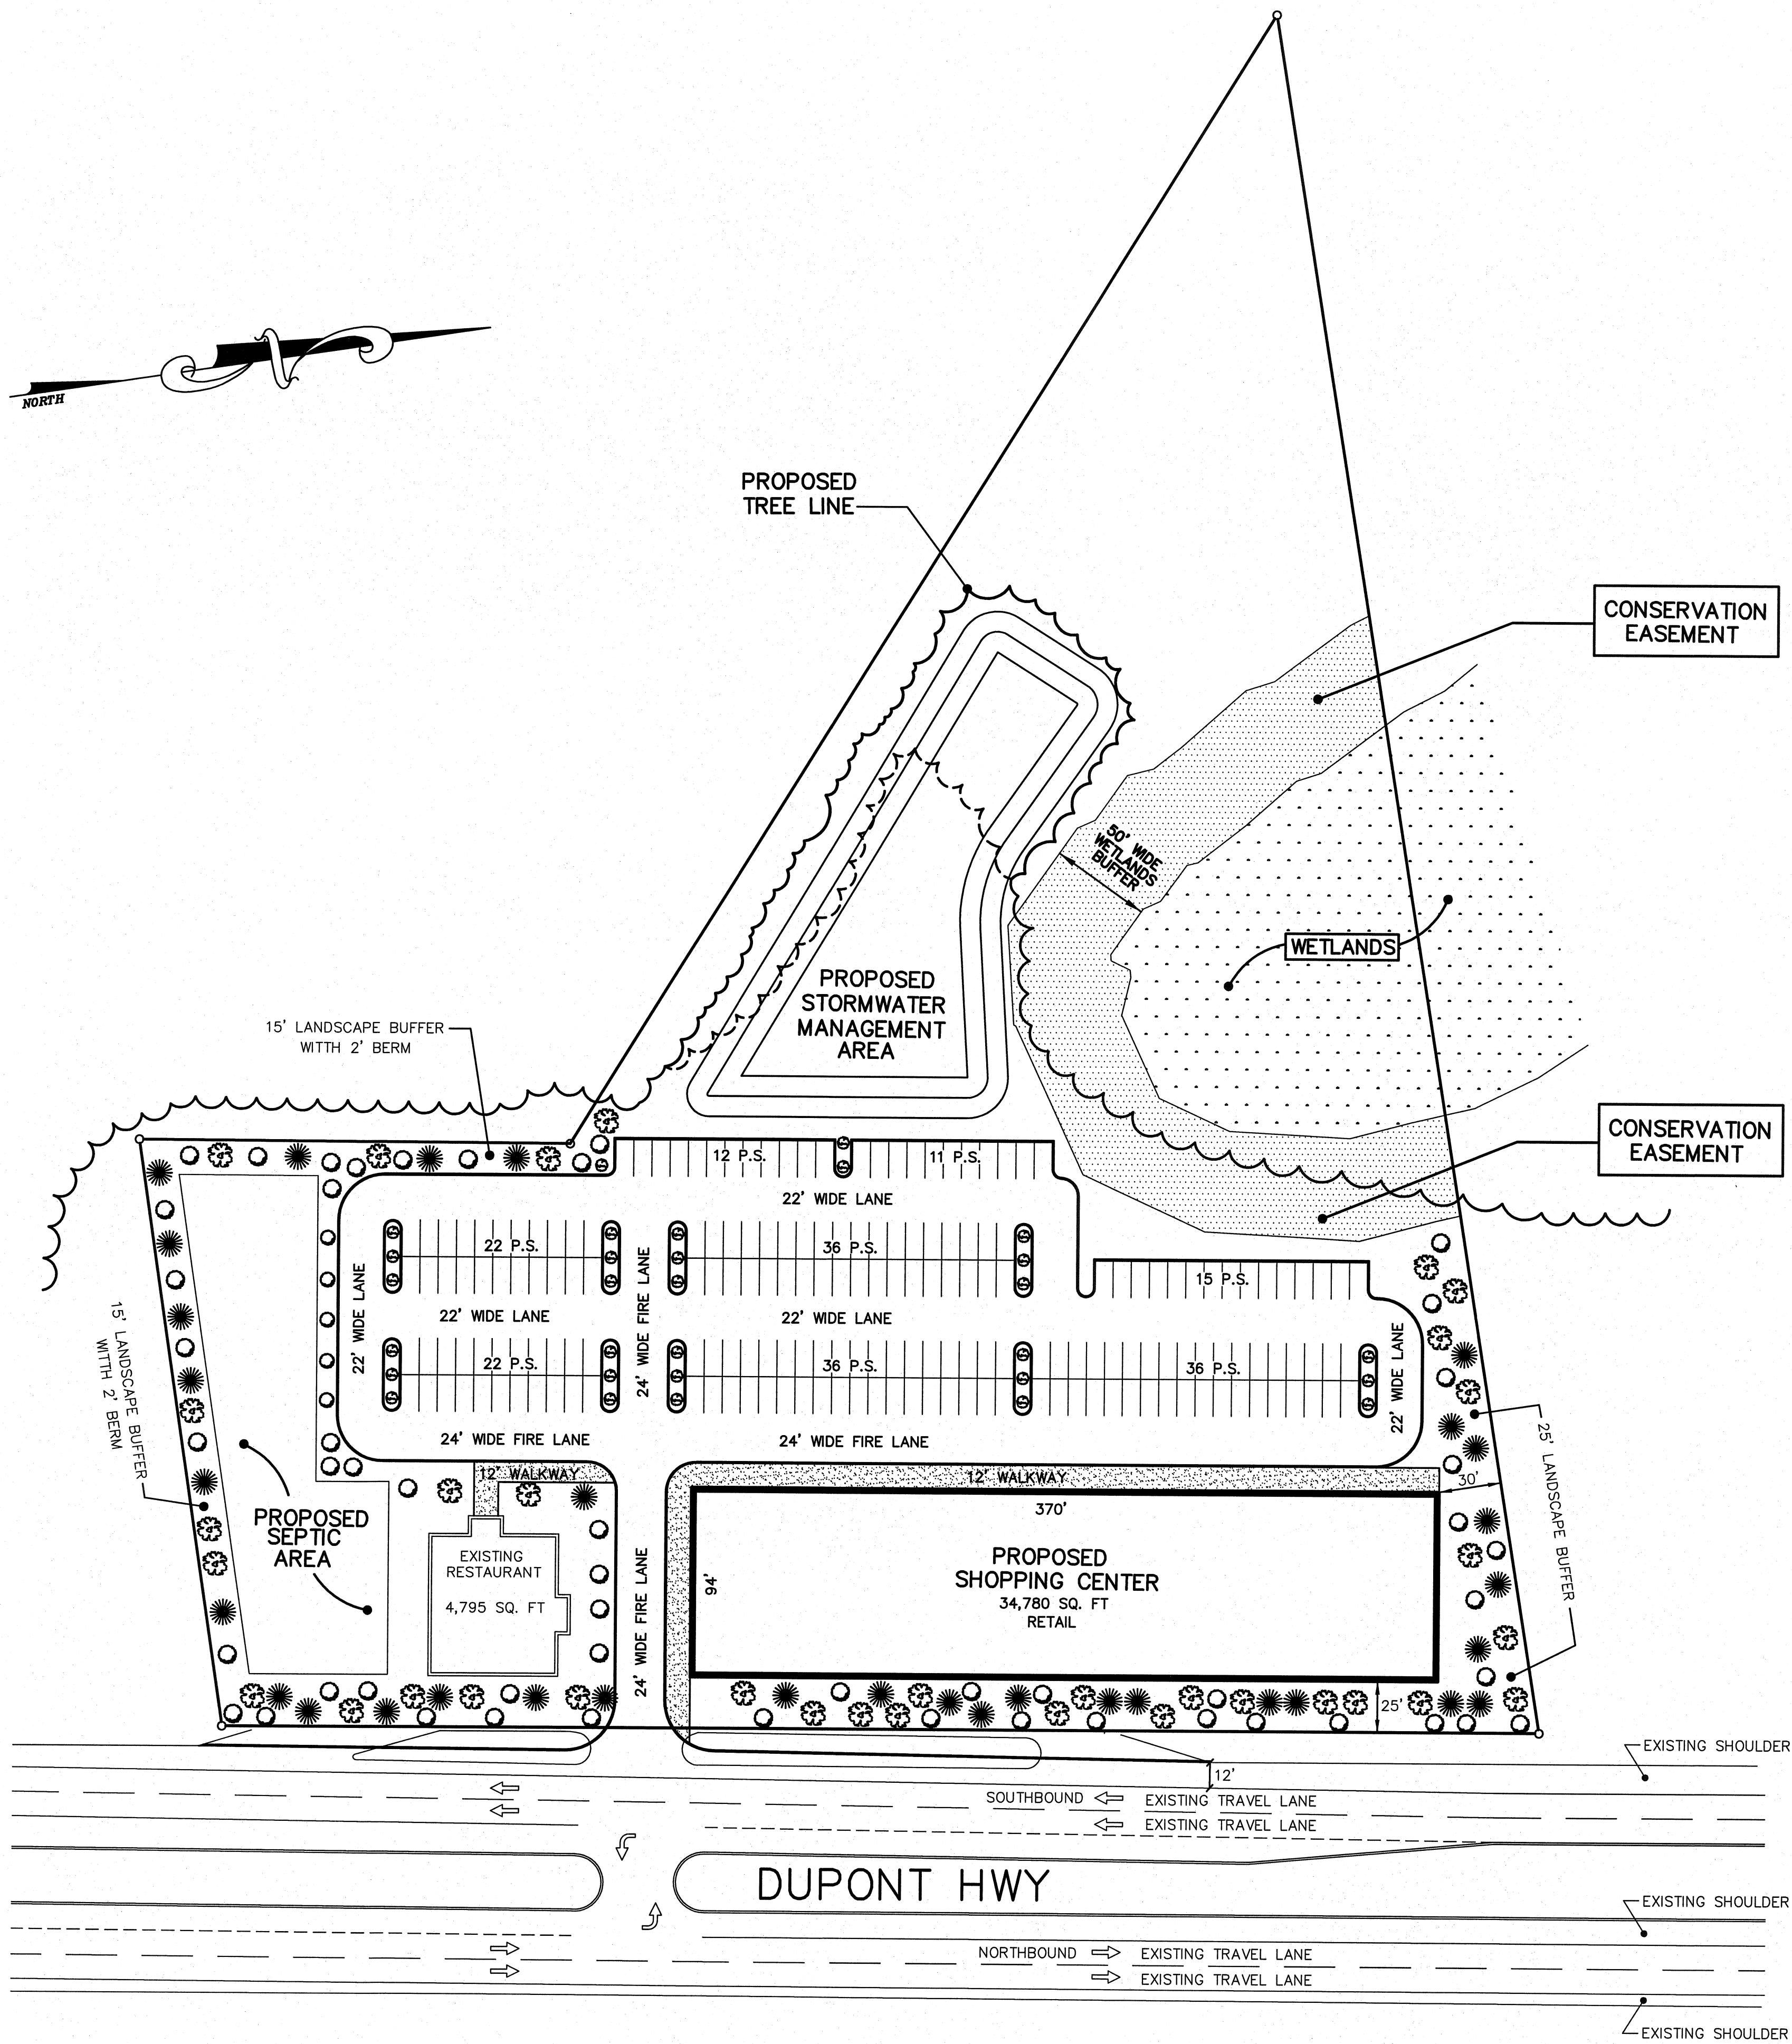 NORTH
PROPOSED
TREE LINE
CONSERVATION
EASEMENT
50' WIDE
WETLANDS
BUFFER
WETLANDS
PROPOSED
STORMWATER
MANAGEMENT
AREA
15' LANDSCAPE BUFFER
WITTH 2' BERM
CONSERVATION
EASEMENT
12 P.S.
11 P.S.
22' WIDE LANE
22 P.S.
36 P.S.
15 P.S.
22' WIDE LANE
24' WIDE FIRE LANE
22' WIDE LANE
22' WIDE LANE
22 P.S.
36 P.S.
36 P.S.
22' WIDE LANE
15' LANDSCAPE BUFFER
WITTH 2' BERM
24' WIDE FIRE LANE
24' WIDE FIRE LANE
12' WALKWAY
12' WALKWAY
30'
25' LANDSCAPE BUFFER
370'
PROPOSED
SEPTIC
AREA
EXISTING
RESTAURANT
4,795 SQ. FT
24' WIDE FIRE LANE
94'
PROPOSED
SHOPPING CENTER
34,780 SQ. FT
RETAIL
25'
EXISTING SHOULDER
12'
SOUTHBOUND
EXISTING TRAVEL LANE
EXISTING TRAVEL LANE
DUPONT HWY
EXISTING SHOULDER
NORTHBOUND
EXISTING TRAVEL LANE
EXISTING TRAVEL LANE
EXISTING SHOULDER